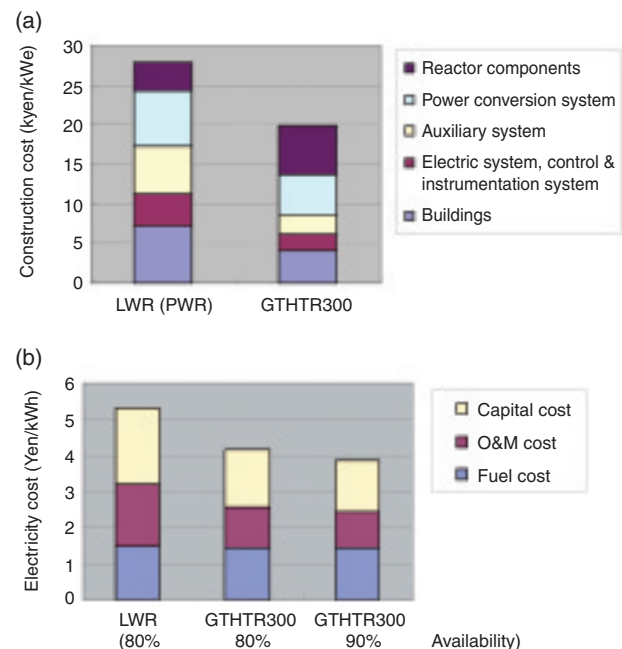 (a)
Construction cost (kyen/kWe)
30
25
20
15
10
5
0
LWR (PWR) GTHTR300
Reactor components
Power conversion system
Auxiliary system
Electric system, control &
instrumentation system
Buildings
(b)
Electricity cost (Yen/kWh)
6
5
4
3
2
1
0
LWR GTHTR300 GTHTR300
(80% 80% 90% Availability)
Capital cost
O&M cost
Fuel cost